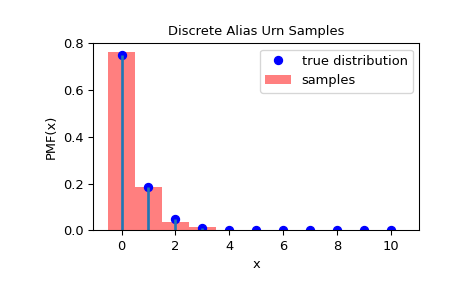 Discrete Alias Urn Samples
true distribution
samples
PMF(x)
0.8
0.6
0.4
0.2
0.0
0 2 4 6 8 10
x